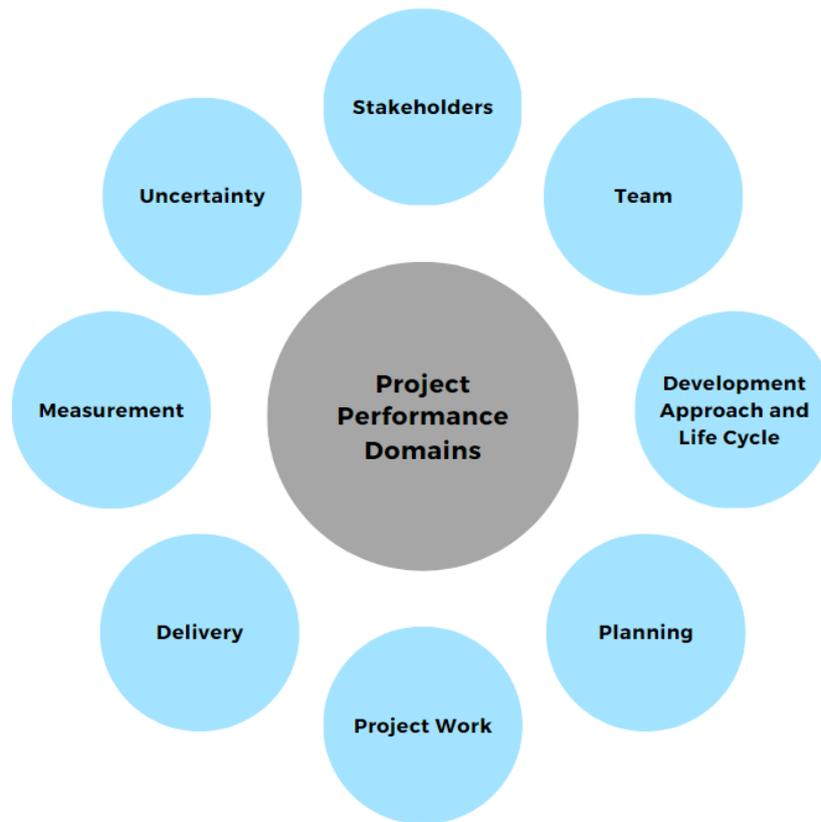 Stakeholders
Uncertainty
Team
Project
Performance
Domains
Measurement
Development
Approach and
Life Cycle
Delivery
Planning
Project Work